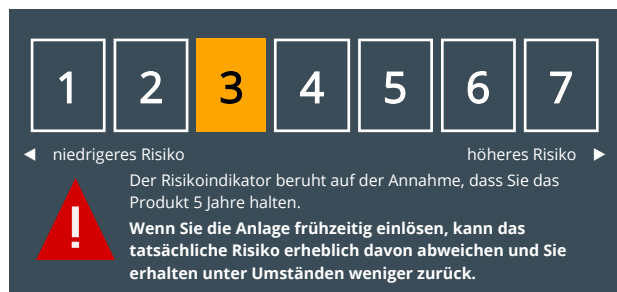 1 2 3 4 5 6 7
◀ niedrigeres Risiko höheres Risiko ▶
Der Risikoindikator beruht auf der Annahme, dass Sie das
Produkt 5 Jahre halten.
Wenn Sie die Anlage frühzeitig einlösen, kann das
tatsächliche Risiko erheblich davon abweichen und Sie
erhalten unter Umständen weniger zurück.
!